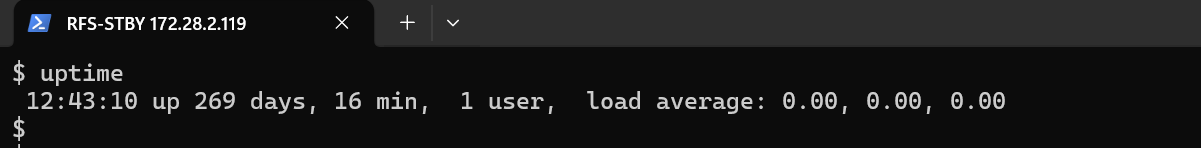 RFS-STBY 172.28.2.119
$ uptime
 12:43:10 up 269 days, 16 min,  1 user,  load average: 0.00, 0.00, 0.00
$